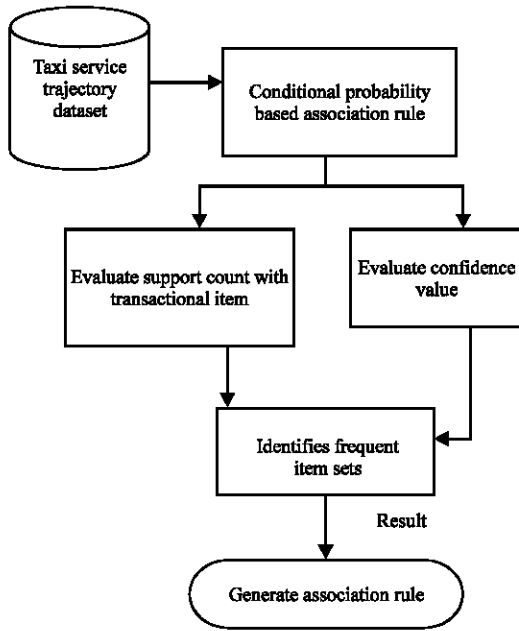 Taxi service
trajectory
dataset
Conditional probability
based association rule
Evaluate support count with
transactional item
Evaluate confidence
value
Identifies frequent
item sets
Result
Generate association rule